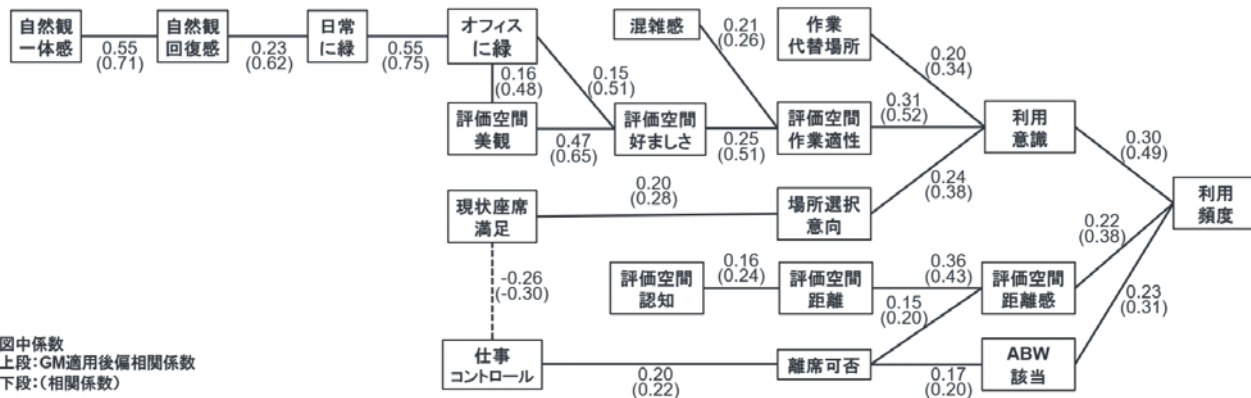 自然観
一体感
0.55
(0.71)
自然観
回復感
0.23
(0.62)
日常
に緑
0.55
(0.75)
オフィス
に緑
0.16
(0.48)
0.15
(0.51)
混雑感
0.21
(0.26)
作業
代替場所
0.20
(0.34)
評価空間
美観
0.47
(0.65)
評価空間
好ましさ
0.25
(0.51)
評価空間
作業適性
0.31
(0.52)
利用
意識
0.30
(0.49)
利用
頻度
現状座席
満足
0.20
(0.28)
場所選択
意向
0.24
(0.38)
-0.26
(-0.30)
評価空間
認知
0.16
(0.24)
評価空間
距離
0.36
(0.43)
0.15
(0.20)
評価空間
距離感
0.22
(0.38)
0.23
(0.31)
仕事
コントロール
0.20
(0.22)
離席可否
0.17
(0.20)
ABW
該当
図中係数
上段:GM適用後偏相関係数
下段:(相関係数)